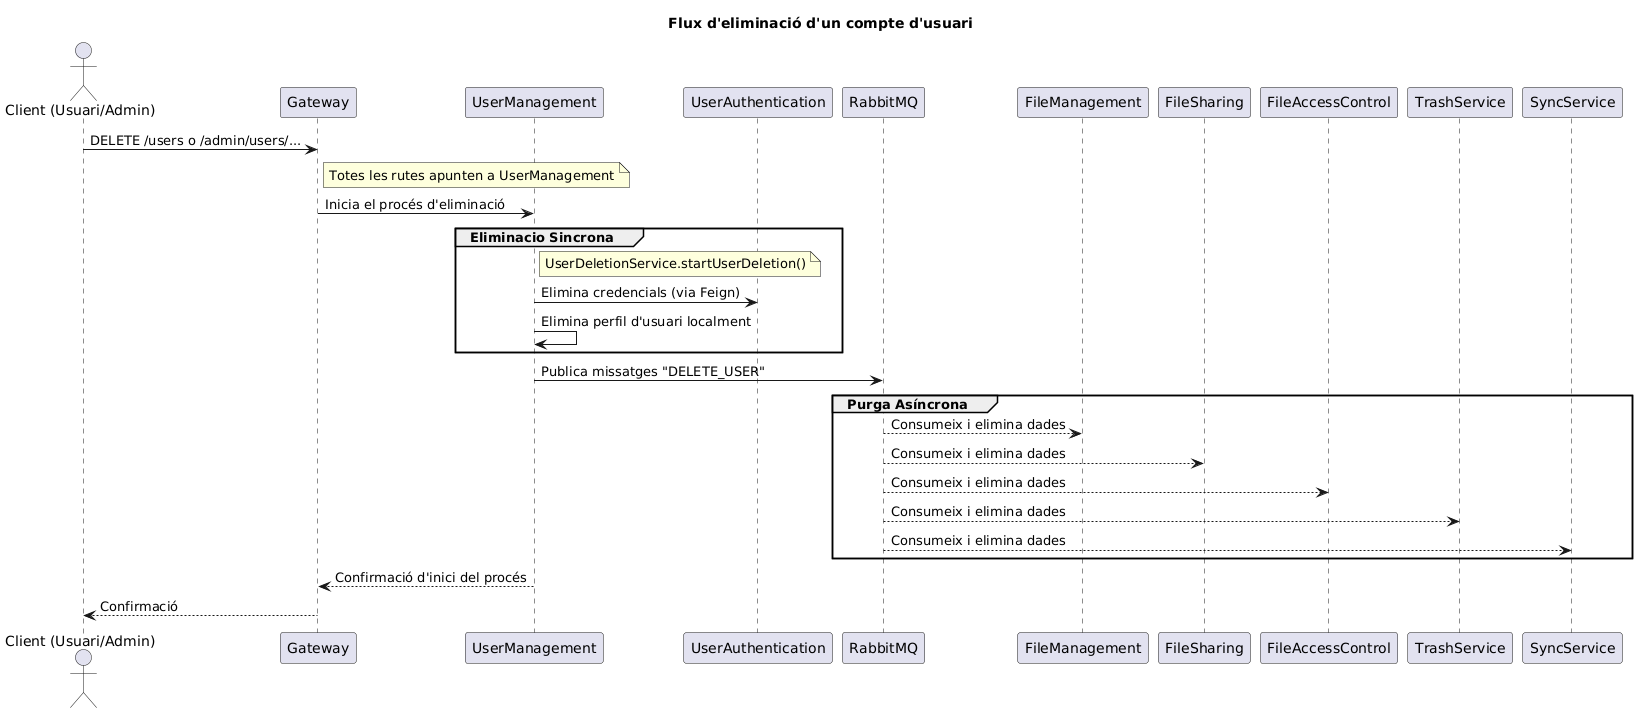 Flux d'eliminació d'un compte d'usuari
Client (Usuari/Admin)
Gateway
UserManagement
UserAuthentication
RabbitMQ
FileManagement
FileSharing
FileAccessControl
TrashService
SyncService
DELETE /users o /admin/users/...
Totes les rutes apunten a UserManagement
Inicia el procés d'eliminació
Eliminacio Sincrona
UserDeletionService.startUserDeletion()
Elimina credencials (via Feign)
Elimina perfil d'usuari localment
Publica missatges "DELETE_USER"
Purga Asíncrona
Consumeix i elimina dades
Consumeix i elimina dades
Consumeix i elimina dades
Consumeix i elimina dades
Consumeix i elimina dades
Confirmació d'inici del procés
Confirmació
Client (Usuari/Admin)
Gateway
UserManagement
UserAuthentication
RabbitMQ
FileManagement
FileSharing
FileAccessControl
TrashService
SyncService